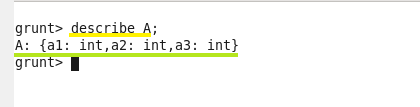 grunt> describe A;
A: {a1: int,a2: int,a3: int}
grunt>